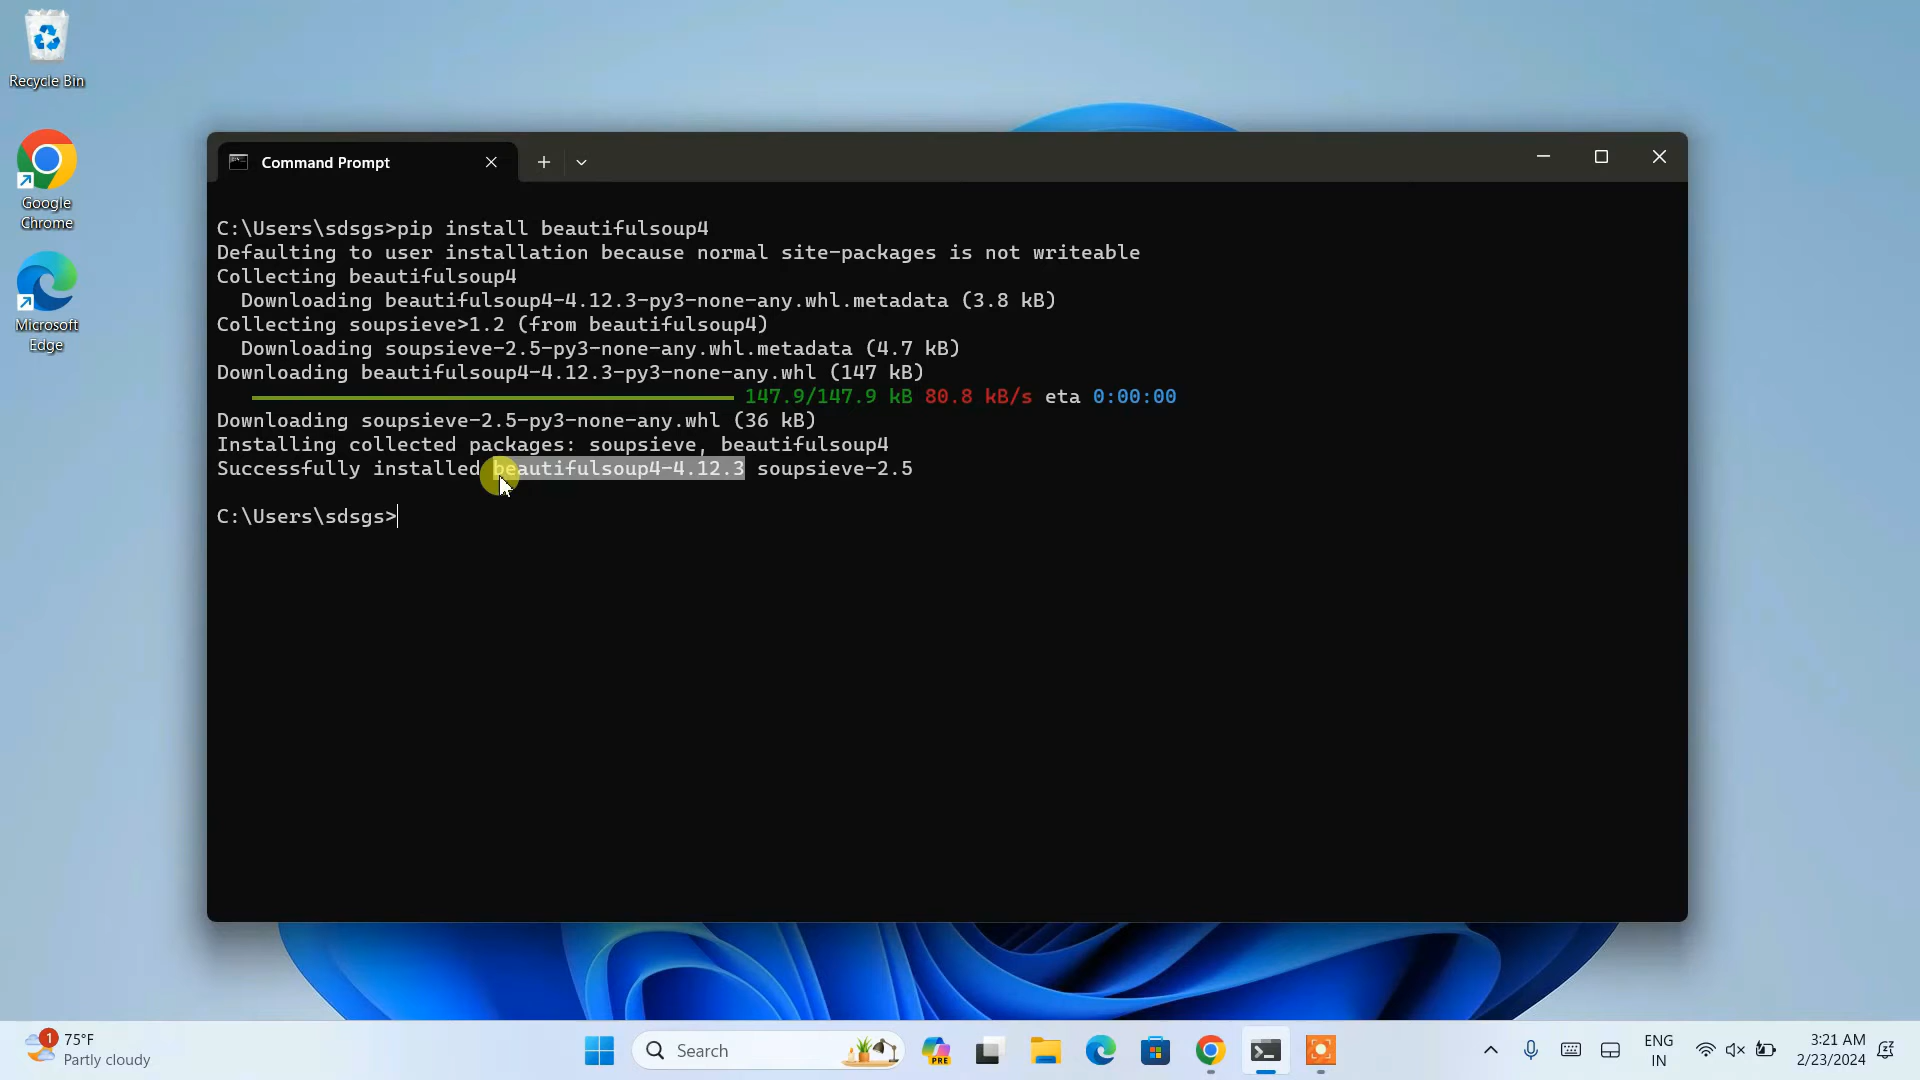 Recycle Bin
Google
Chrome
Microsoft
Edge
Command Prompt
C:\Users\sdsgs>pip install beautifulsoup4
Defaulting to user installation because normal site-packages is not writeable
Collecting beautifulsoup4
Downloading beautifulsoup4-4.12.3-py3-none-any.whl.metadata (3.8 kB)
Collecting soupsieve>1.2 (from beautifulsoup4)
Downloading soupsieve-2.5-py3-none-any.whl.metadata (4.7 kB)
Downloading beautifulsoup4-4.12.3-py3-none-any.whl (147 kB)
147.9/147.9 kB 80.8 kB/s eta 0:00:00
Downloading soupsieve-2.5-py3-none-any.whl (36 kB)
Installing collected packages: soupsieve, beautifulsoup4
Successfully installed beautifulsoup4-4.12.3 soupsieve-2.5
C:\Users\sdsgs>
1
75°F
Partly cloudy
Search
PRE
ENG
IN
3:21 AM
2/23/2024